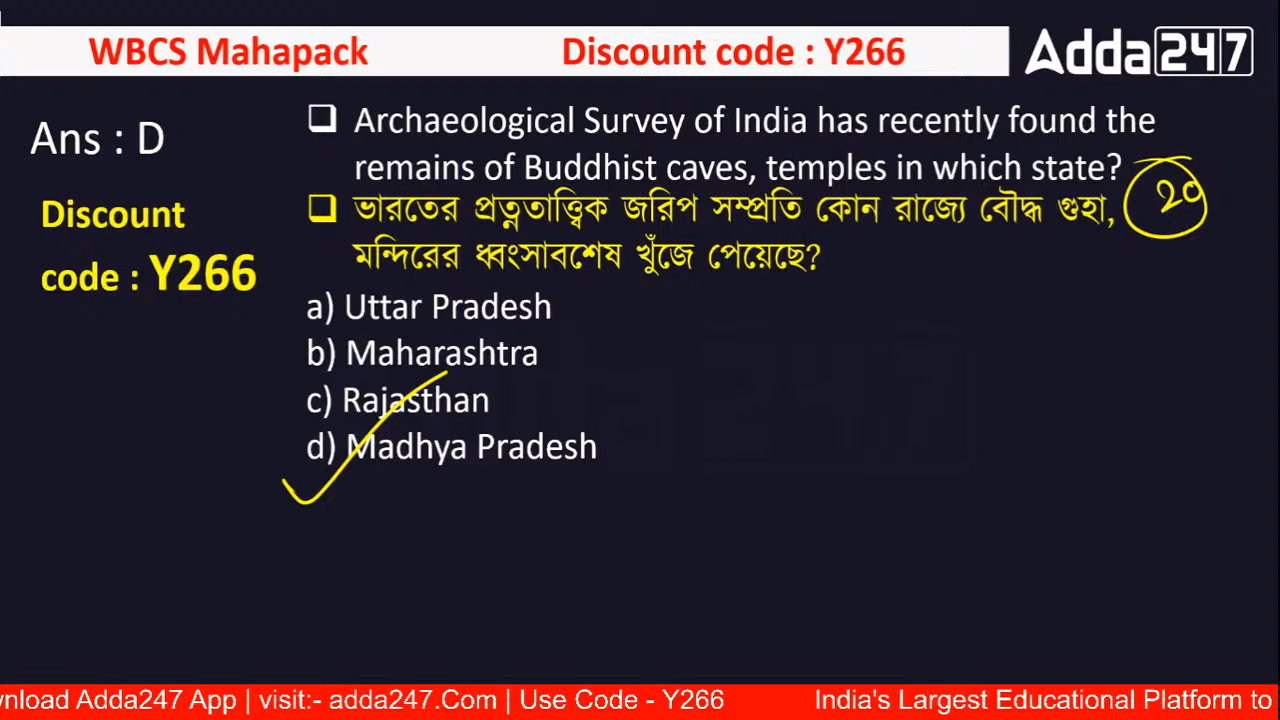 WBCS Mahapack Discount code : Y266 Adda247
Ans : D
Discount
code : Y266
Archaeological Survey of India has recently found the
remains of Buddhist caves, temples in which state?
ভারতের প্রত্নতাত্ত্বিক জরিপ সম্প্রতি কোন রাজ্যে বৌদ্ধ গুহা,
মন্দিরের ধ্বংসাবশেষ খুঁজে পেয়েছে?
20
a) Uttar Pradesh
b) Maharashtra
c) Rajasthan
d) Madhya Pradesh
wnload Adda247 App | visit:- adda247.Com | Use Code - Y266 India's Largest Educational Platform to